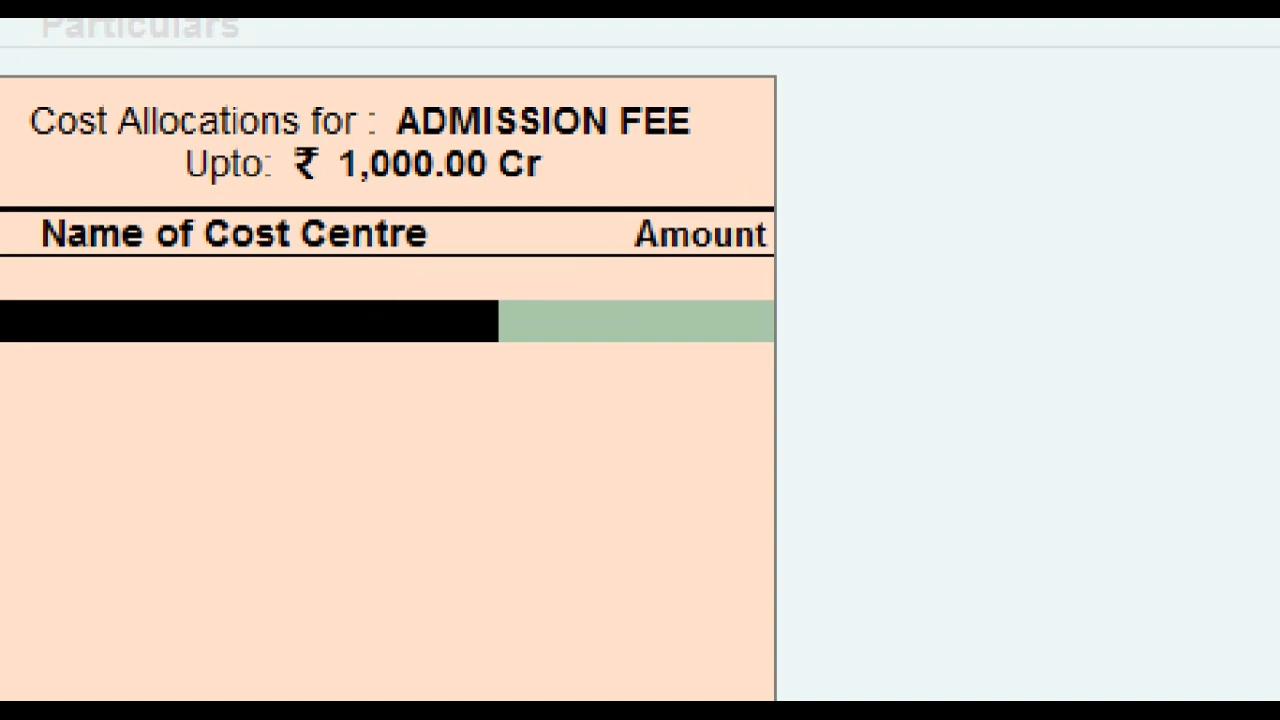 Particulars
Cost Allocations for : ADMISSION FEE
Upto: ₹ 1,000.00 Cr
Name of Cost Centre Amount